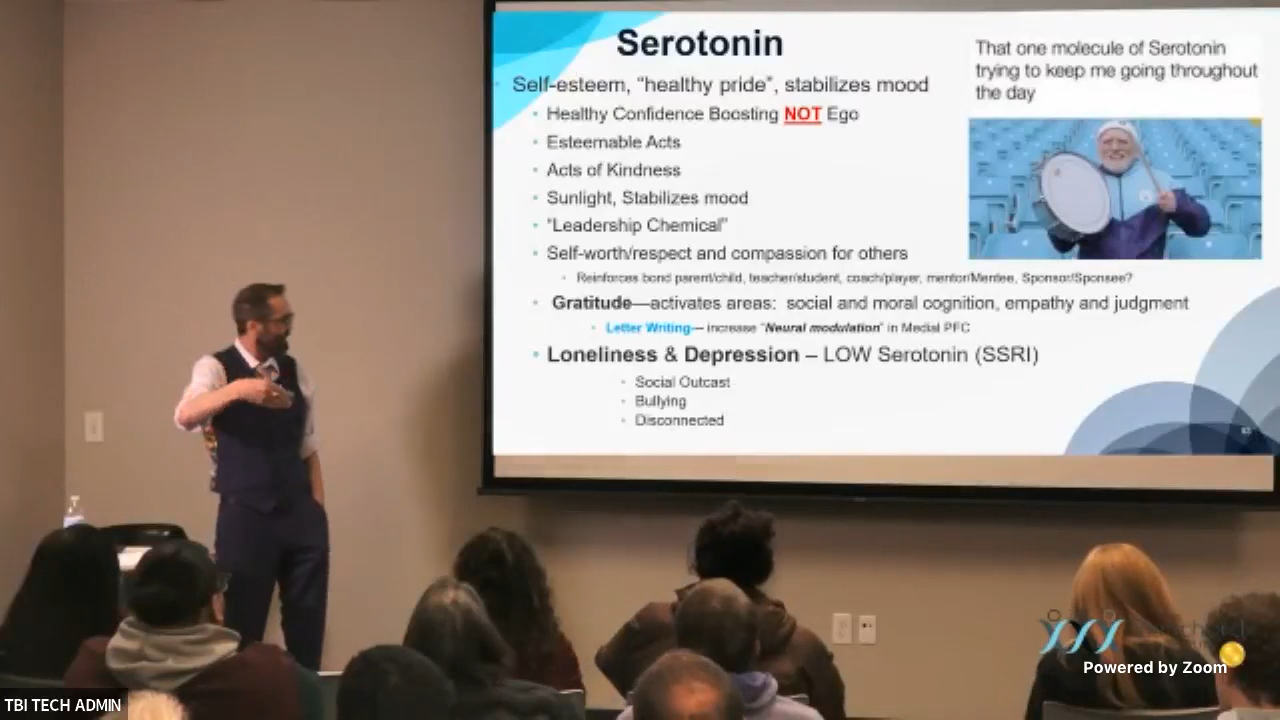 Serotonin
Self-esteem, “healthy pride”, stabilizes mood
Healthy Confidence Boosting NOT Ego
Esteemable Acts
Acts of Kindness
Sunlight, Stabilizes mood
“Leadership Chemical”
Self-worth/respect and compassion for others
Reinforces bond parent/child, teacher/student, coach/player, mentor/Mentee, Sponsor/Sponsee?
Gratitude—activates areas: social and moral cognition, empathy and judgment
Letter Writing— increase “Neural modulation” in Medial PFC
Loneliness & Depression – LOW Serotonin (SSRI)
Social Outcast
Bullying
Disconnected
That one molecule of Serotonin
trying to keep me going throughout
the day
Powered by Zoom
TBI TECH ADMIN